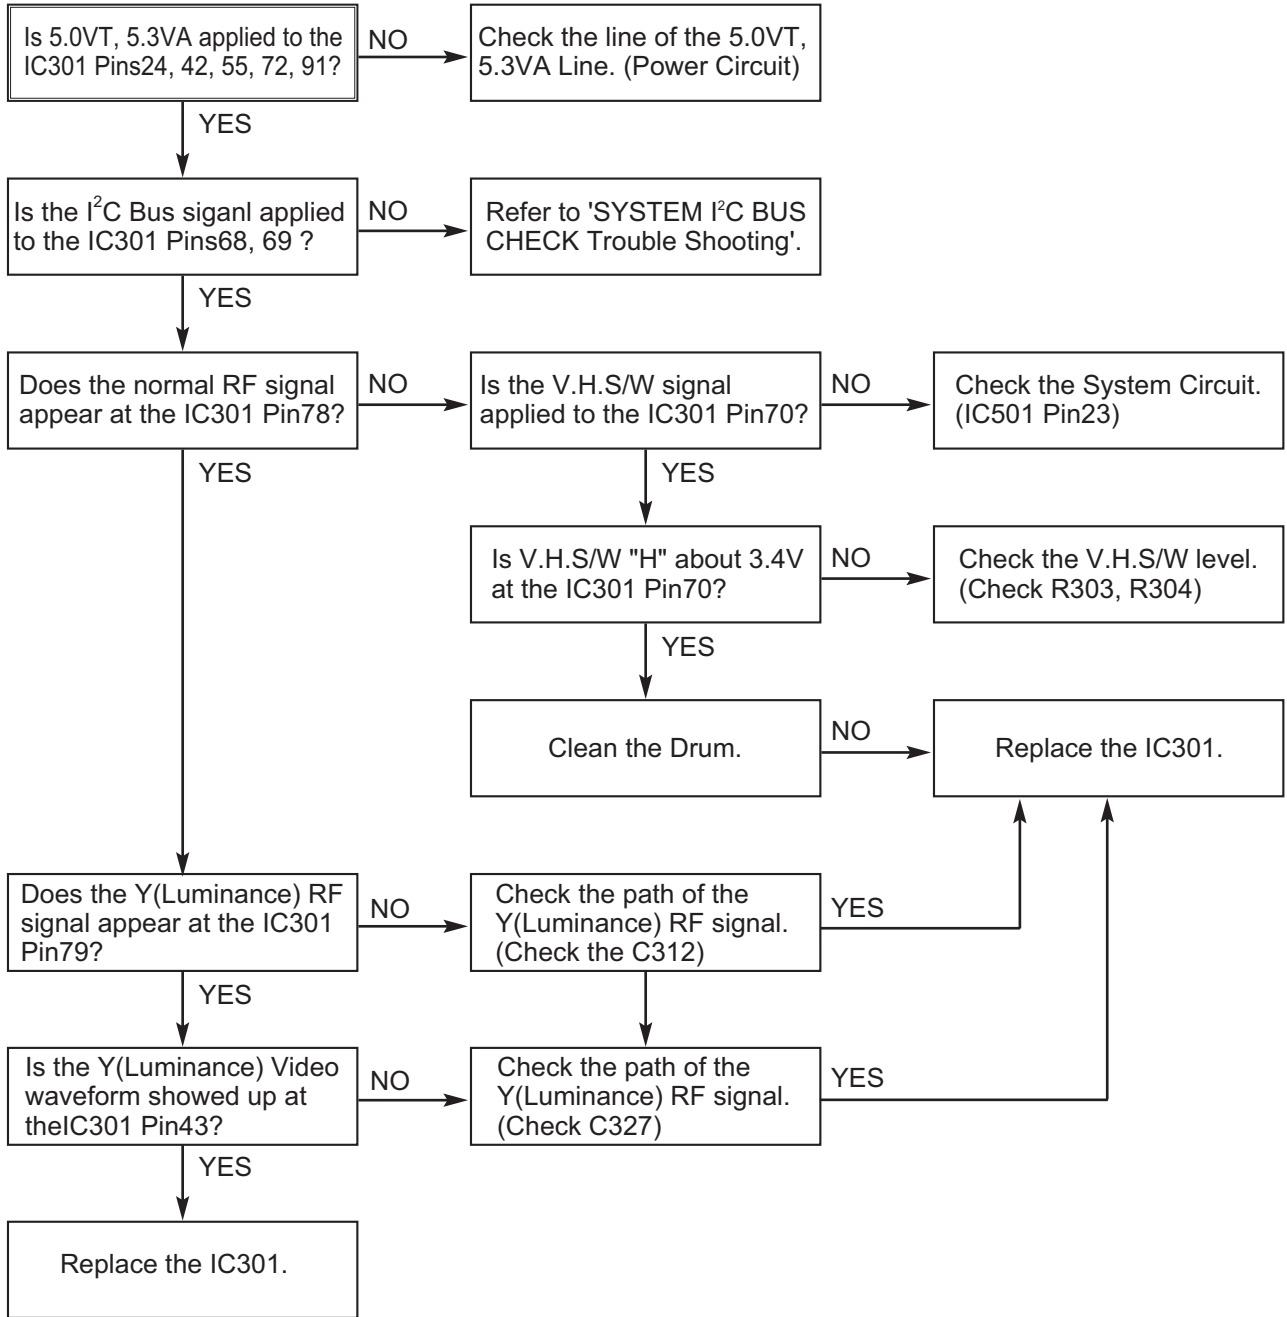 Is 5.0VT, 5.3VA applied to the
IC301 Pins24, 42, 55, 72, 91?
NO
Check the line of the 5.0VT,
5.3VA Line. (Power Circuit)
YES
Is the I²C Bus siganl applied
to the IC301 Pins68, 69 ?
NO
Refer to 'SYSTEM I²C BUS
CHECK Trouble Shooting'.
YES
Does the normal RF signal
appear at the IC301 Pin78?
NO
Is the V.H.S/W signal
applied to the IC301 Pin70?
NO
Check the System Circuit.
(IC501 Pin23)
YES
YES
Is V.H.S/W "H" about 3.4V
at the IC301 Pin70?
NO
Check the V.H.S/W level.
(Check R303, R304)
YES
Clean the Drum.
NO
Replace the IC301.
Does the Y(Luminance) RF
signal appear at the IC301
Pin79?
NO
Check the path of the
Y(Luminance) RF signal.
(Check the C312)
YES
YES
Is the Y(Luminance) Video
waveform showed up at
theIC301 Pin43?
NO
Check the path of the
Y(Luminance) RF signal.
(Check C327)
YES
YES
Replace the IC301.